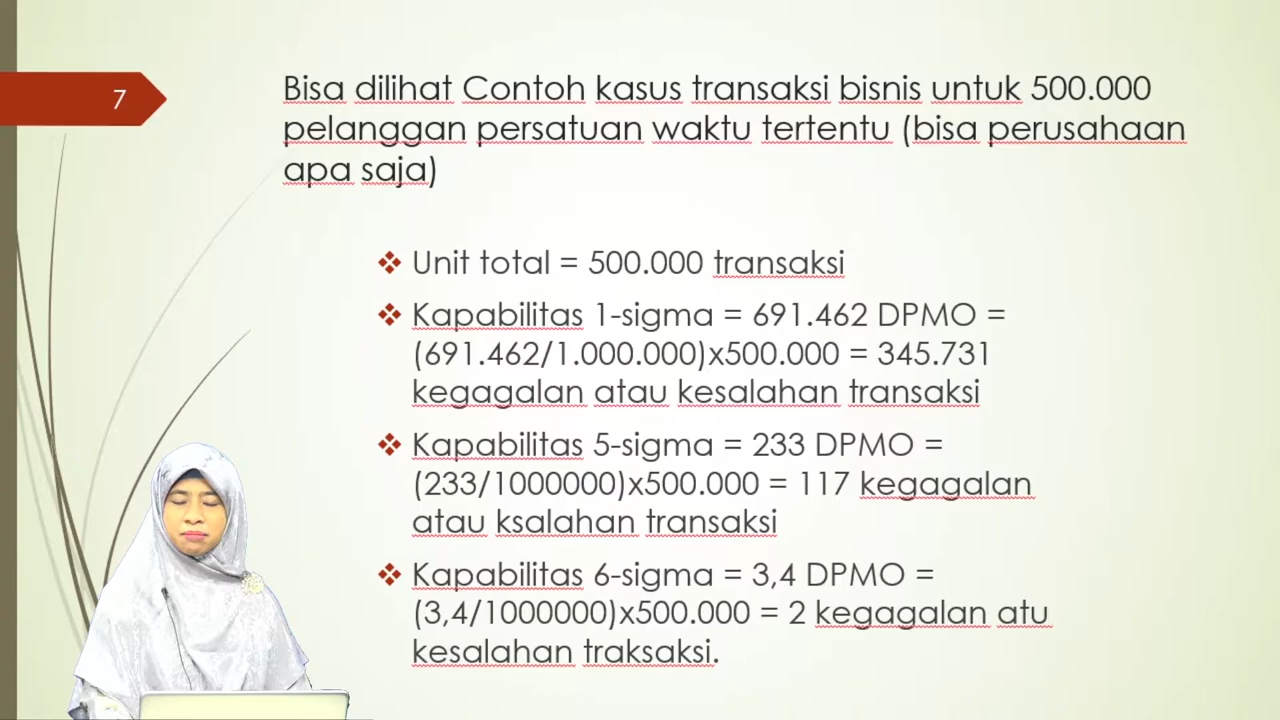 7
Bisa dilihat Contoh kasus transaksi bisnis untuk 500.000
pelanggan persatuan waktu tertentu (bisa perusahaan
apa saja)
❖ Unit total = 500.000 transaksi
❖ Kapabilitas 1-sigma = 691.462 DPMO =
(691.462/1.000.000)x500.000 = 345.731
kegagalan atau kesalahan transaksi
❖ Kapabilitas 5-sigma = 233 DPMO =
(233/1000000)x500.000 = 117 kegagalan
atau ksalahan transaksi
❖ Kapabilitas 6-sigma = 3,4 DPMO =
(3,4/1000000)x500.000 = 2 kegagalan atu
kesalahan traksaksi.